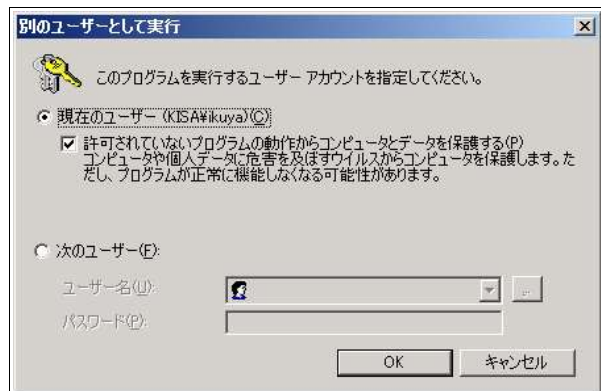 別のユーザーとして実行
このプログラムを実行するユーザー アカウントを指定してください。
現在のユーザー (KISA¥ikuya)(C)
許可されていないプログラムの動作からコンピュータとデータを保護する(P)
コンピュータや個人データに危害を及ぼすウイルスからコンピュータを保護します。た
だし、プログラムが正常に機能しなくなる可能性があります。
次のユーザー(F):
ユーザー名(U):
...
パスワード(P):
OK
キャンセル